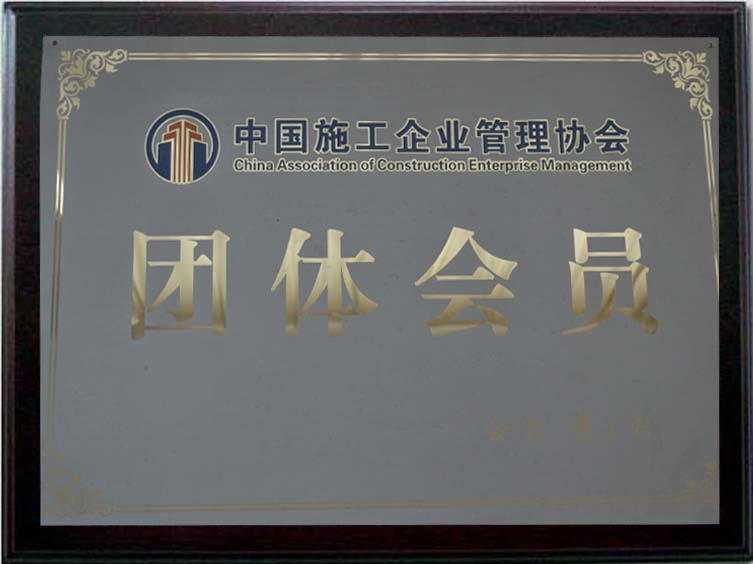 中国施工企业管理协会
China Association of Construction Enterprise Management
团体会员